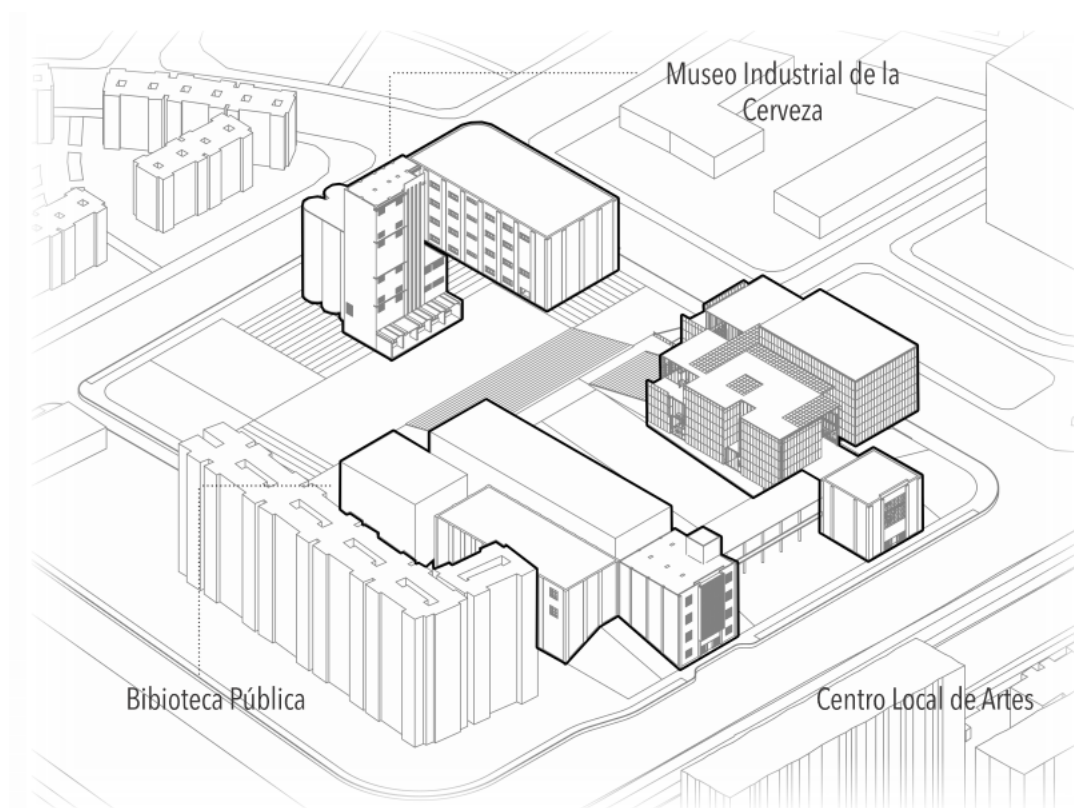 Museo Industrial de la
Cerveza
Bibioteca Pública
Centro Local de Artes